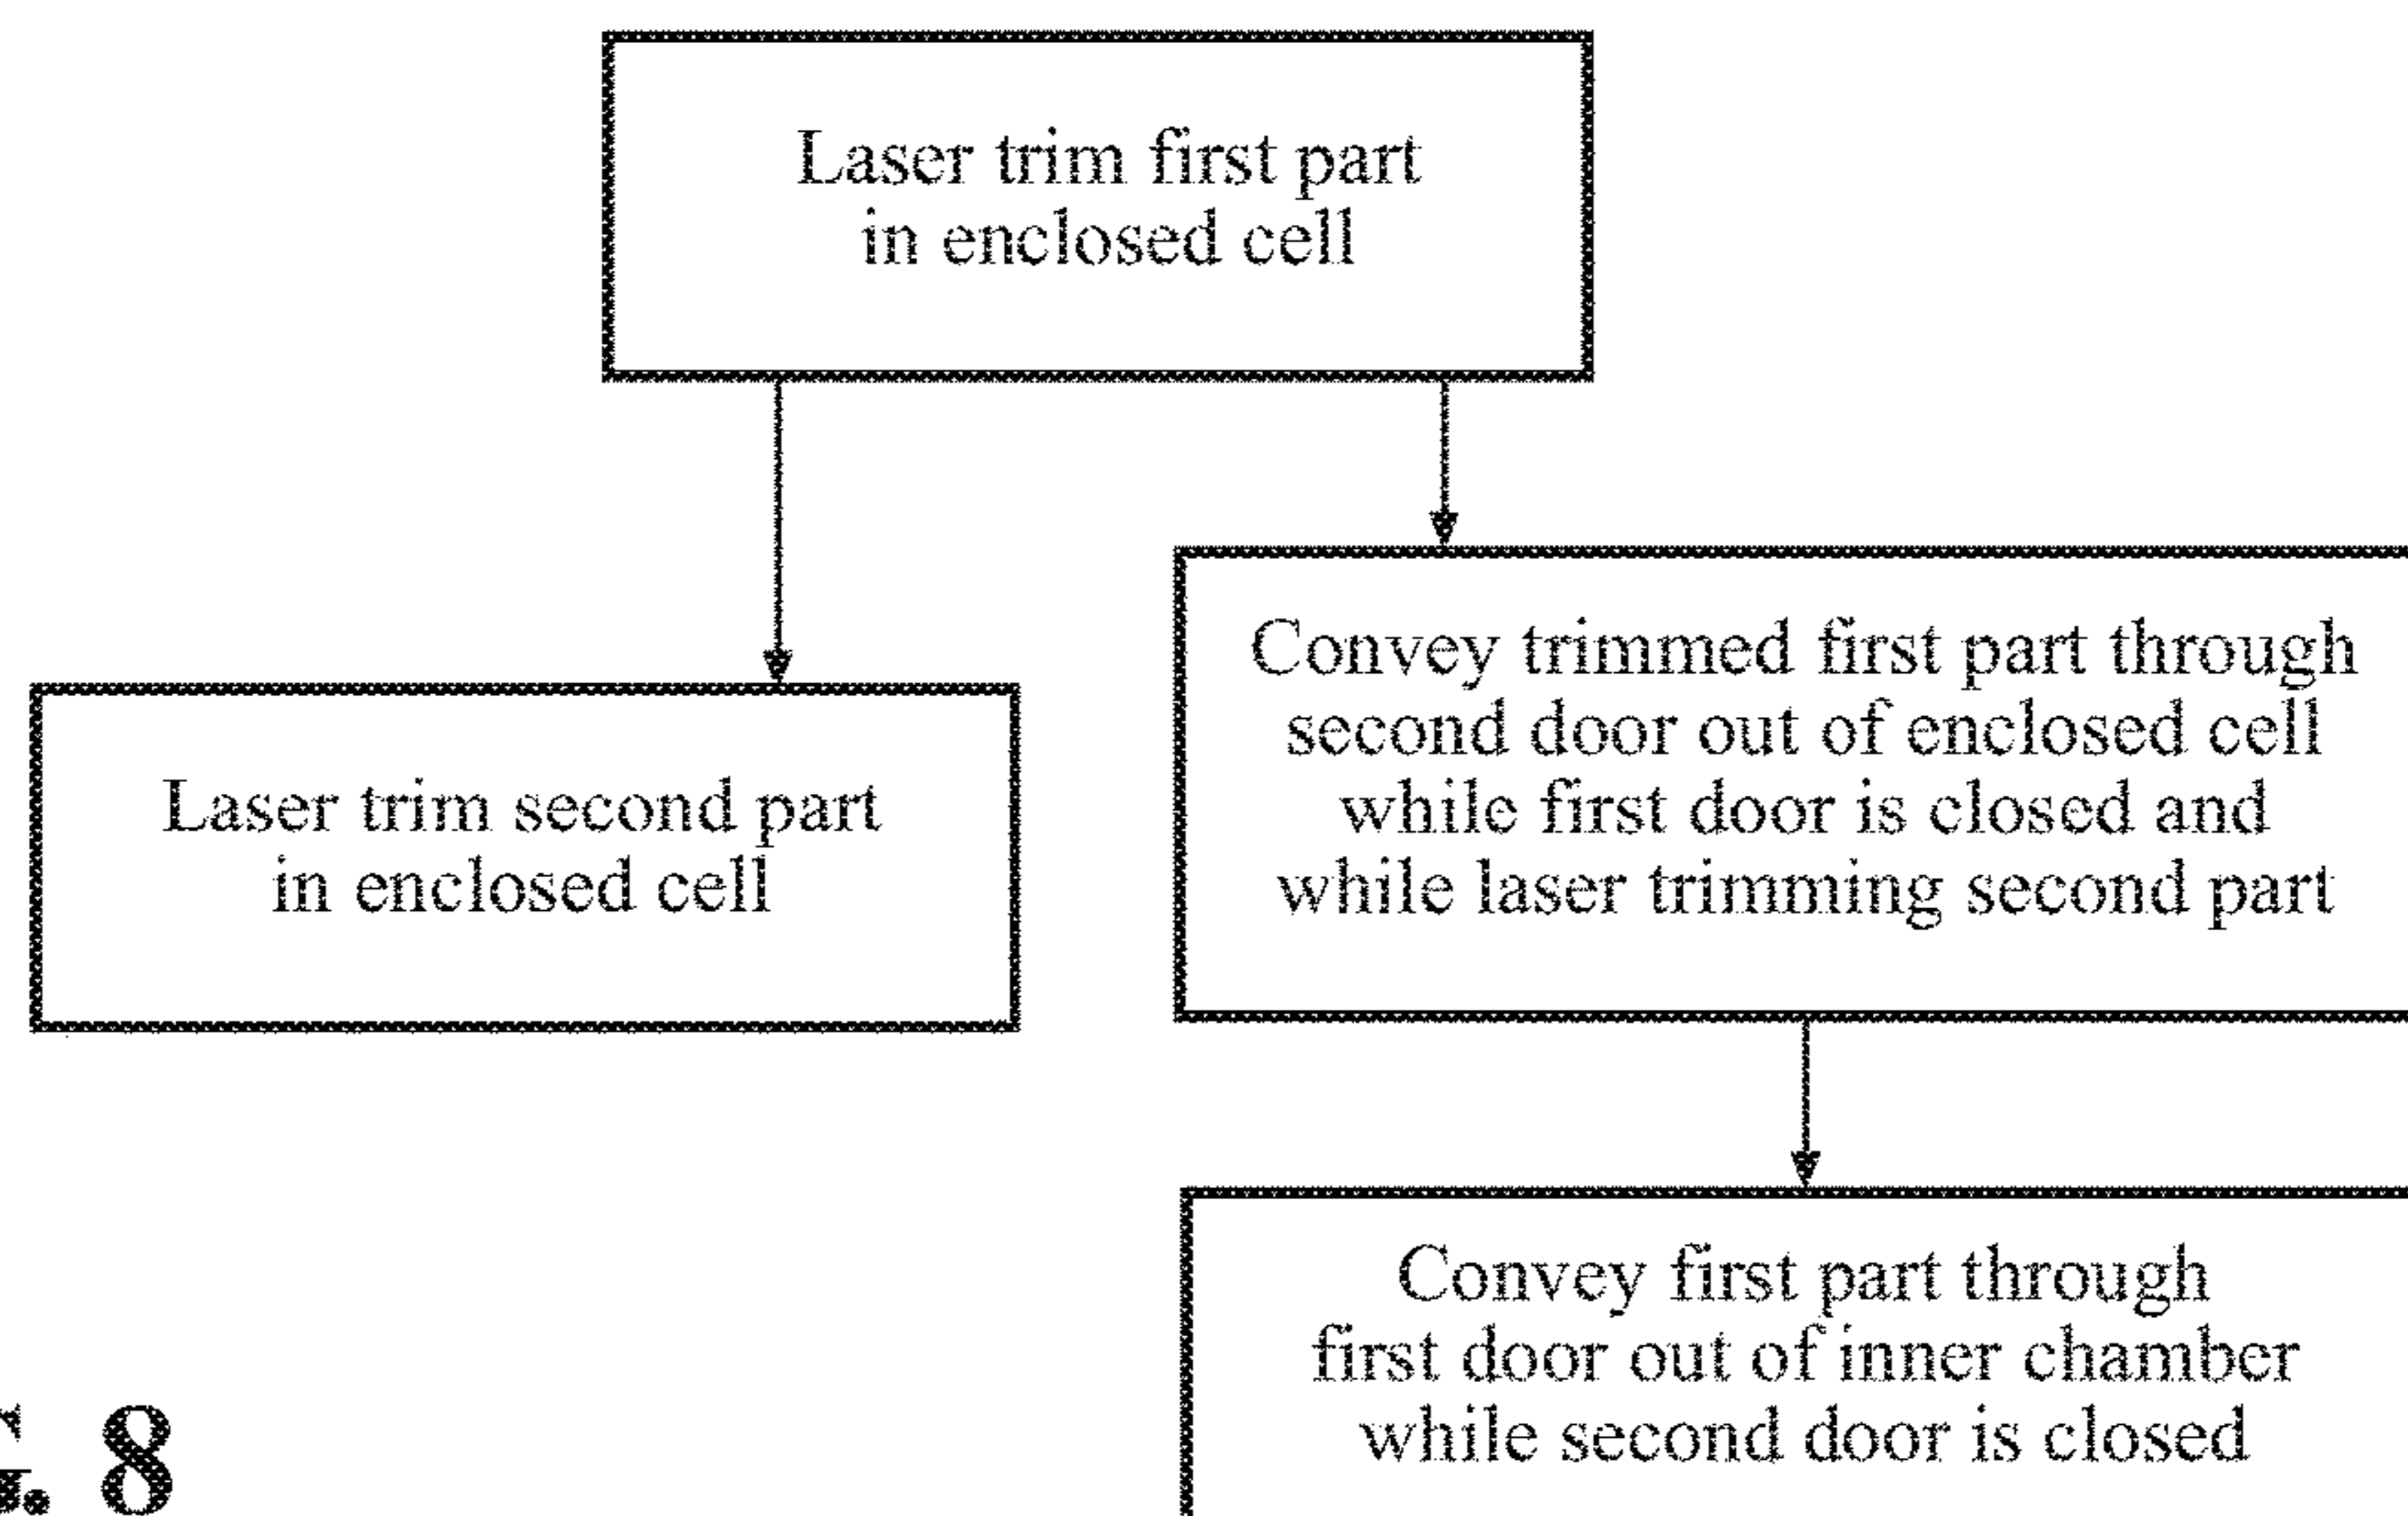 Laser trim first part
in enclosed cell
Convey trimmed first part through
second door out of enclosed cell
while first door is closed and
while laser trimming second part
Laser trim second part
in enclosed cell
Convey first part through
first door out of inner chamber
while second door is closed
8